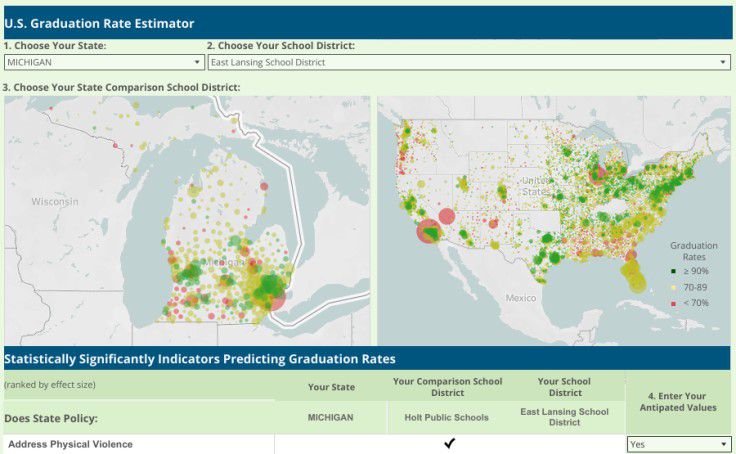 U.S. Graduation Rate Estimator
1. Choose Your State: 2. Choose Your School District:
MICHIGAN East Lansing School District
3. Choose Your State Comparison School District:
Wisconsin
Michigan
United
States
Mexico
Graduation
Rates
≥ 90%
70-89
< 70%
Statistically Significantly Indicators Predicting Graduation Rates
(ranked by effect size)
Your State
Your Comparison School
District
Your School
District
4. Enter Your
Antipated Values
Does State Policy:
MICHIGAN
Holt Public Schools
East Lansing School
District
Address Physical Violence ✓ Yes